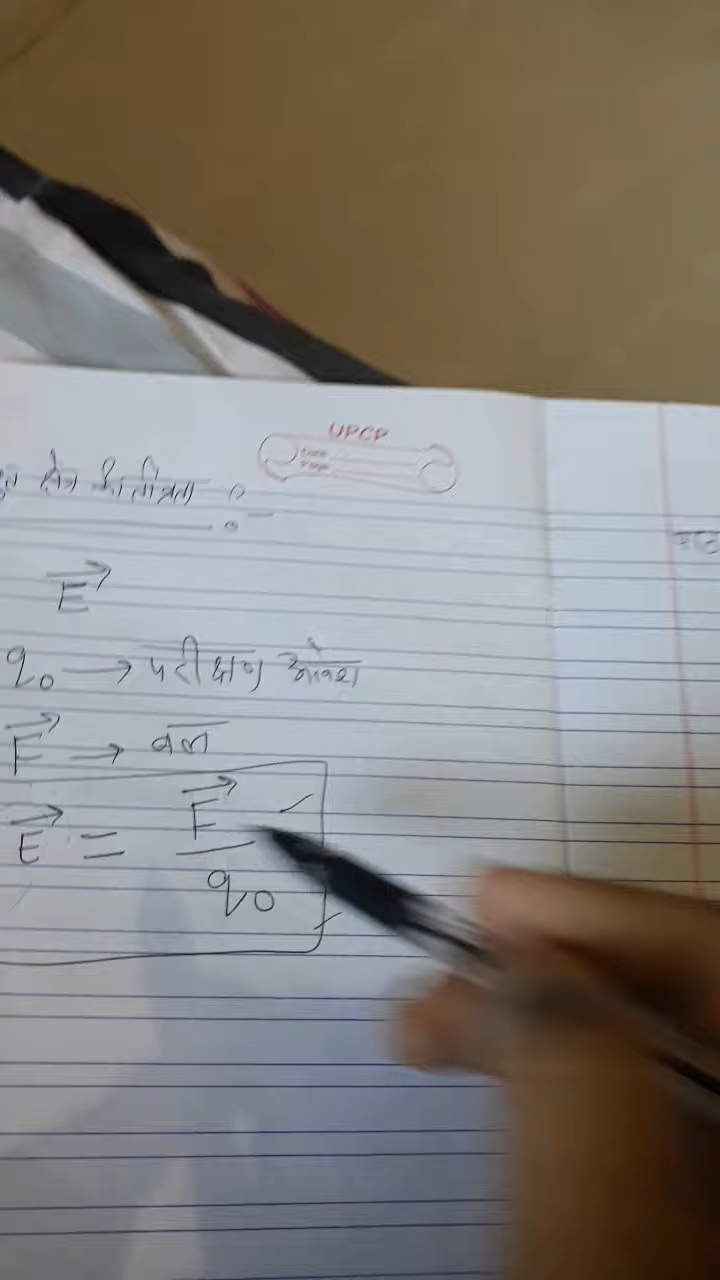 UPCP
क्षेत्र की तीव्रता :-
E→
q₀ → परीक्षण आवेश
F→ → बल
E→ = F→ / q₀